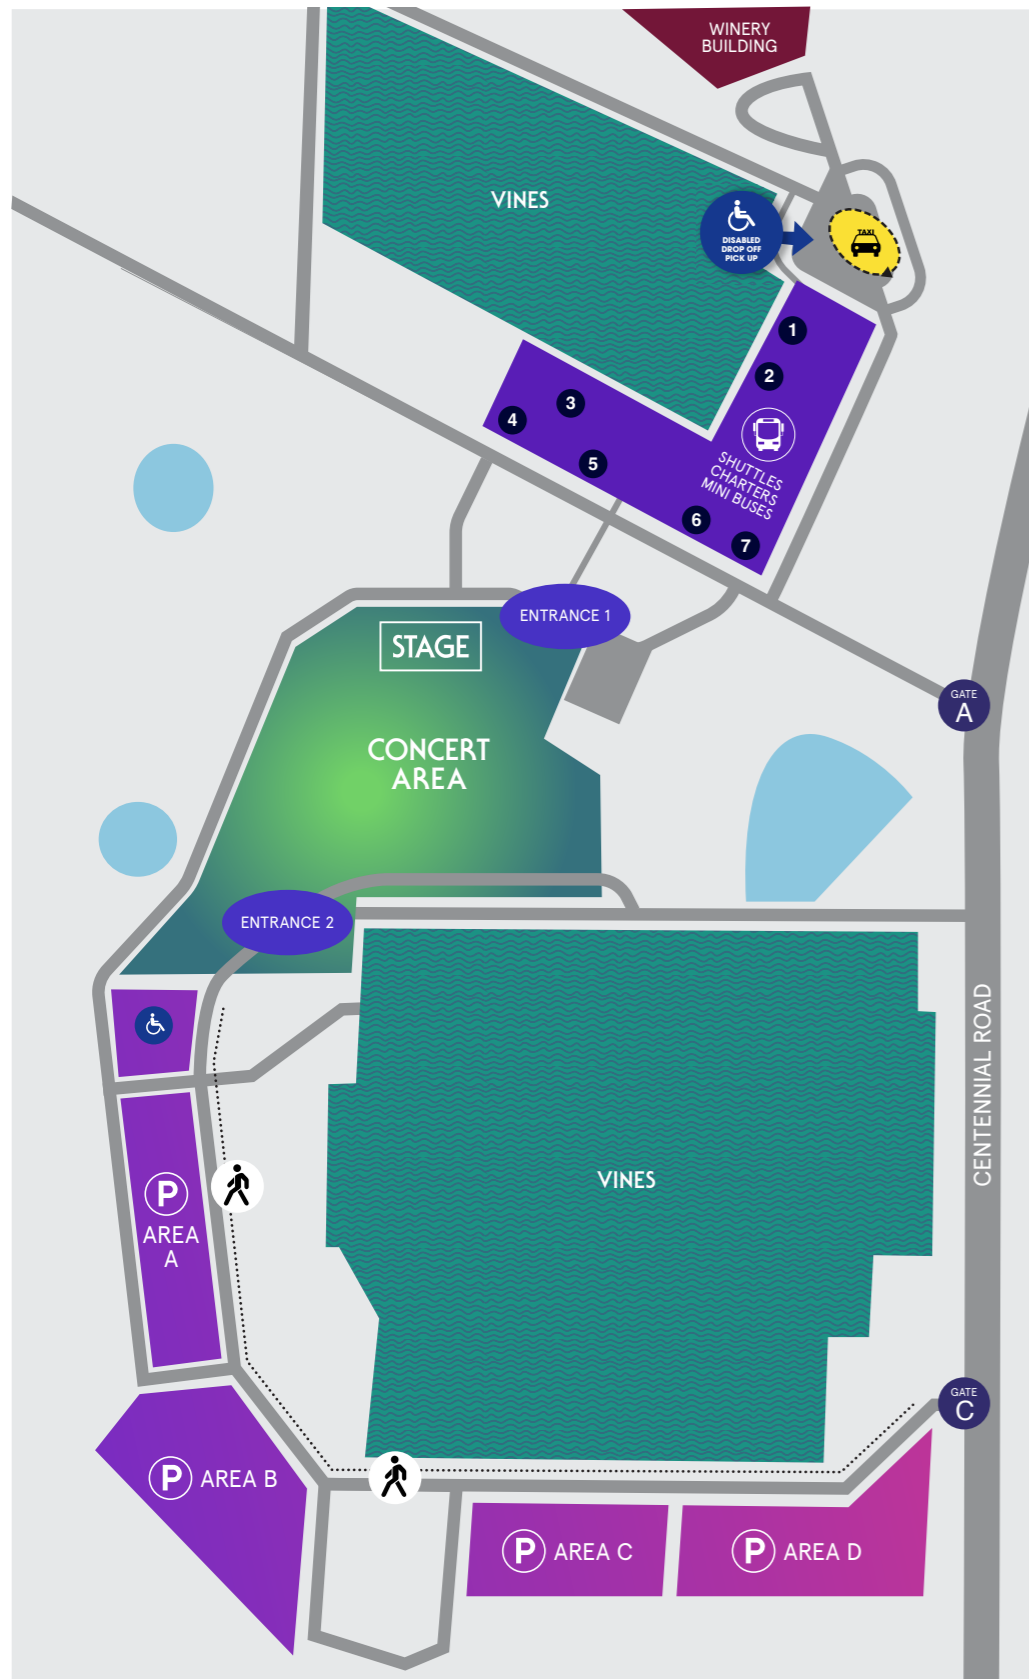 WINERY
BUILDING
VINES
DISABLED
DROP OFF
PICK UP
TAXI
1
2
3
4
5
SHUTTLES
CHARTERS
MINI BUSES
6
7
ENTRANCE 1
STAGE
GATE
A
CONCERT
AREA
ENTRANCE 2
CENTENNIAL ROAD
P
AREA
A
VINES
GATE
C
P AREA B
P AREA C
P AREA D